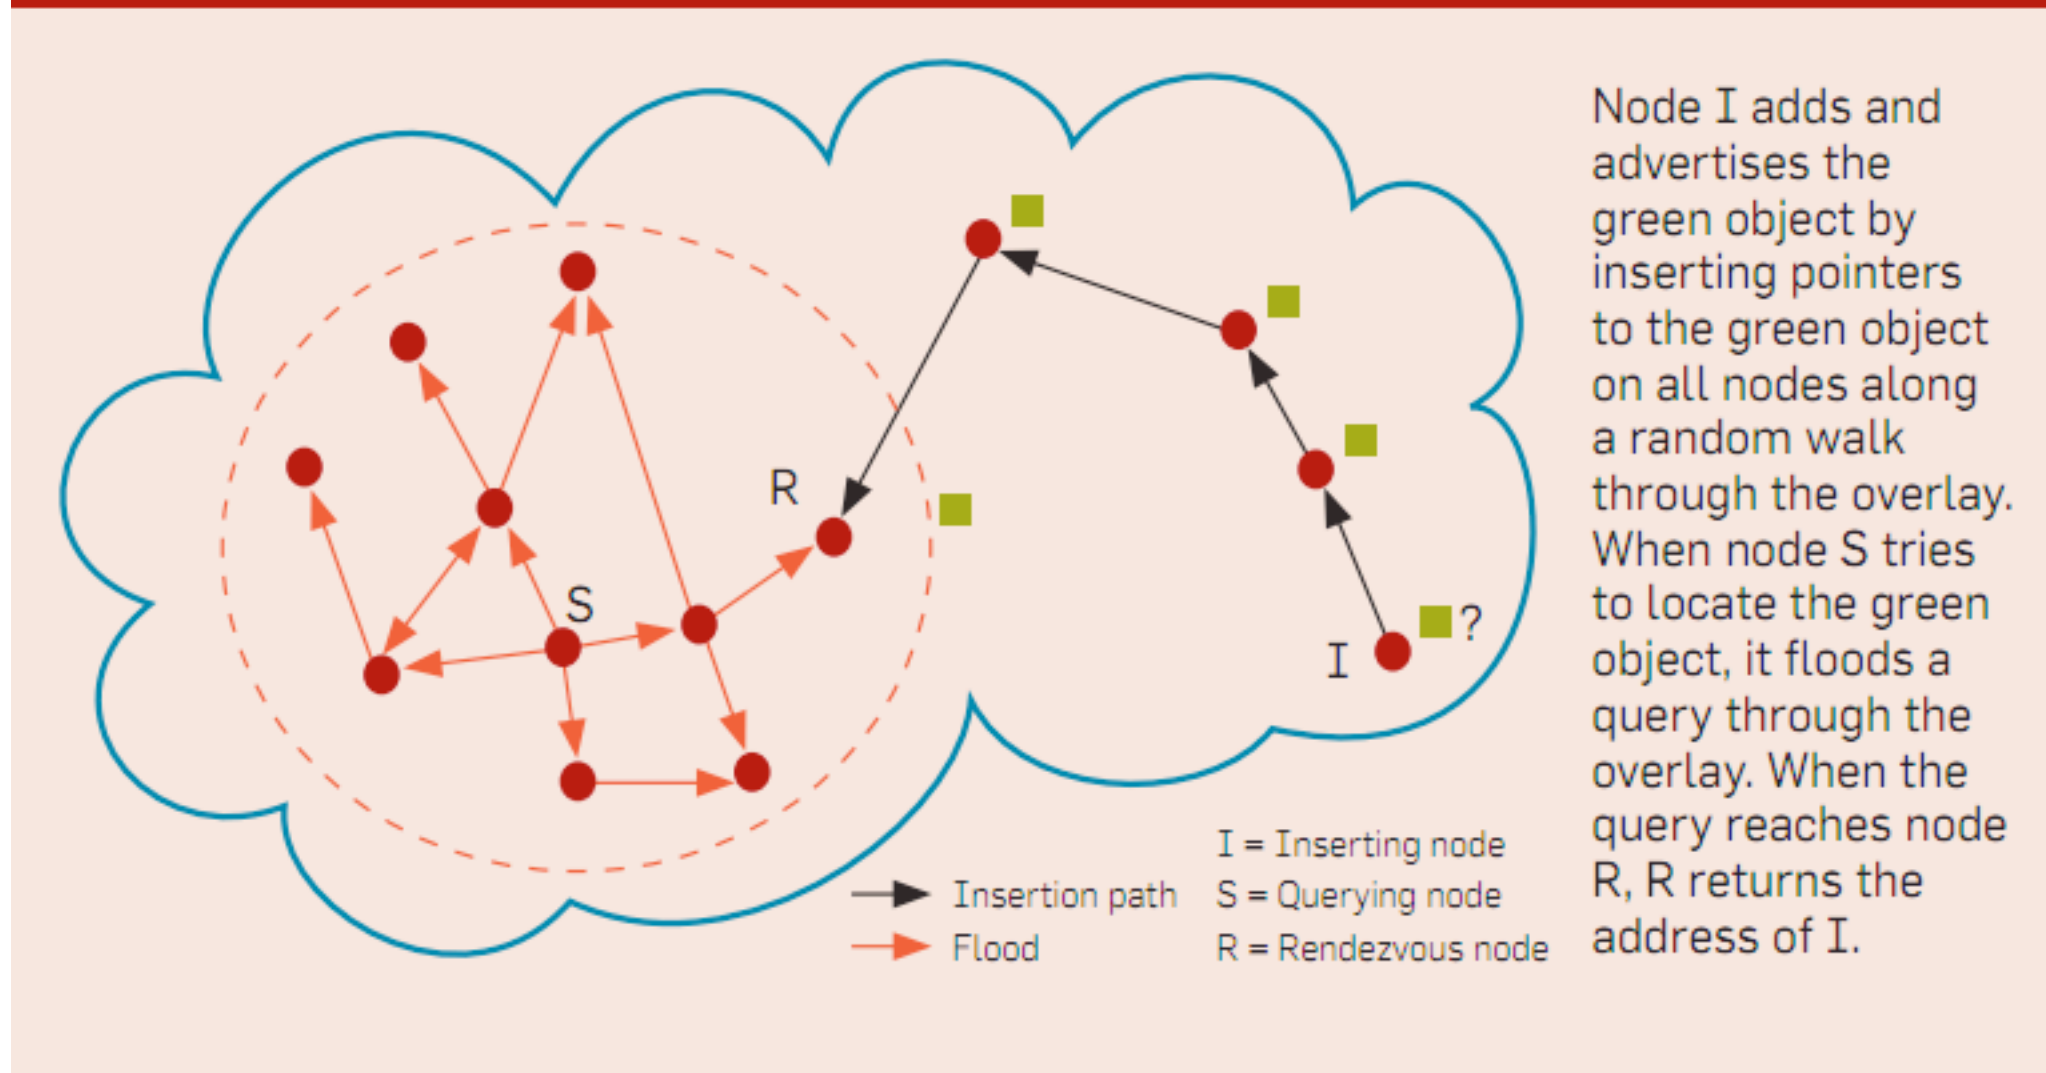 R
S
I
?
Insertion path
Flood
I = Inserting node
S = Querying node
R = Rendezvous node
Node I adds and
advertises the
green object by
inserting pointers
to the green object
on all nodes along
a random walk
through the overlay.
When node S tries
to locate the green
object, it floods a
query through the
overlay. When the
query reaches node
R, R returns the
address of I.